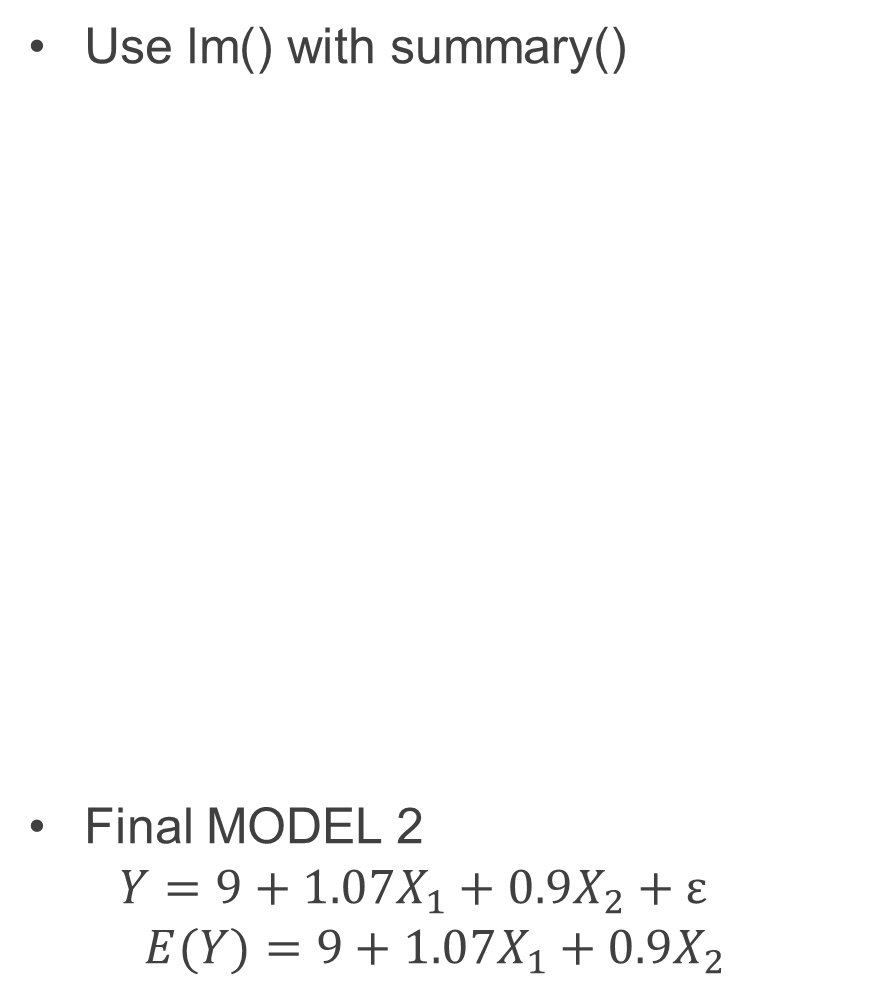 • Use lm() with summary()
• Final MODEL 2
Y = 9 + 1.07X₁ + 0.9X₂ + ε
E(Y) = 9 + 1.07X₁ + 0.9X₂